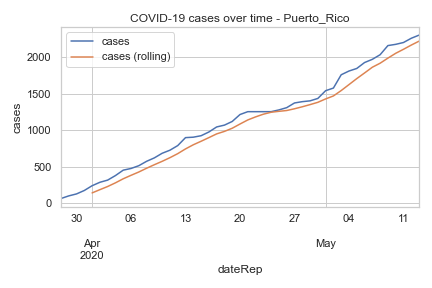 COVID-19 cases over time - Puerto_Rico
cases
cases (rolling)
cases
2000
1500
1000
500
0
30 06 13 20 27 04 11
Apr May
2020
dateRep